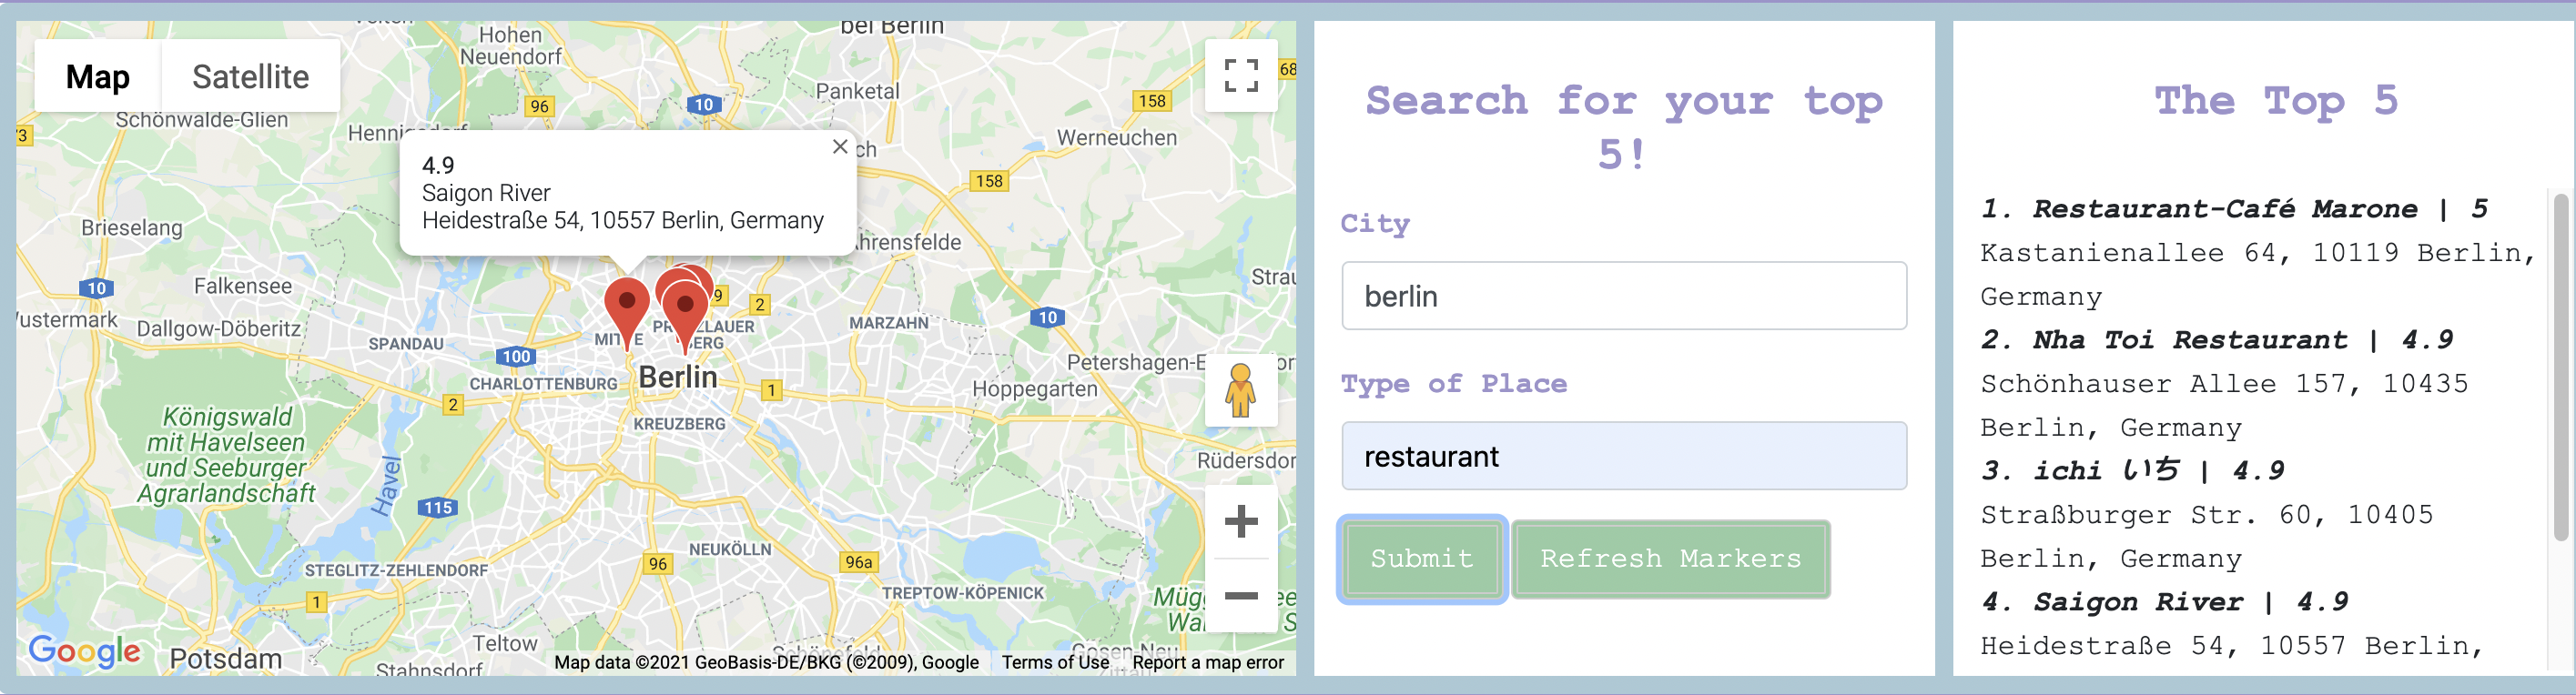 bei Berlin
Map
Satellite
Hohen
Neuendorf
68
96
10
Panketal
158
Schönwalde-Glien
73
Hennigsdorf
Werneuchen
4.9
Saigon River
Heidestraße 54, 10557 Berlin, Germany
158
Brieselang
Ahrensfelde
10
Falkensee
9
2
Wustermark
Dallgow-Döberitz
SPANDAU
MITTE
PRENZLAUER
BERG
MARZAHN
10
100
Petershagen-E
CHARLOTTENBURG
Berlin
1
Hoppegarten
2
KREUZBERG
Königswald
mit Havelseen
und Seeburger
Agrarlandschaft
Havel
115
NEUKÖLLN
96
96a
STEGLITZ-ZEHLENDORF
1
TREPTOW-KÖPENICK
Teltow
Google
Potsdam
Stahnsdorf
Schönefeld
Gosen-Neu
Zittau
Map data ©2021 GeoBasis-DE/BKG (©2009), Google
Terms of Use
Report a map error
Search for your top
5!
City
berlin
Type of Place
restaurant
Submit
Refresh Markers
The Top 5
1. Restaurant-Café Marone | 5
Kastanienallee 64, 10119 Berlin,
Germany
2. Nha Toi Restaurant | 4.9
Schönhauser Allee 157, 10435
Berlin, Germany
3. ichi いち | 4.9
Straßburger Str. 60, 10405
Berlin, Germany
4. Saigon River | 4.9
Heidestraße 54, 10557 Berlin,